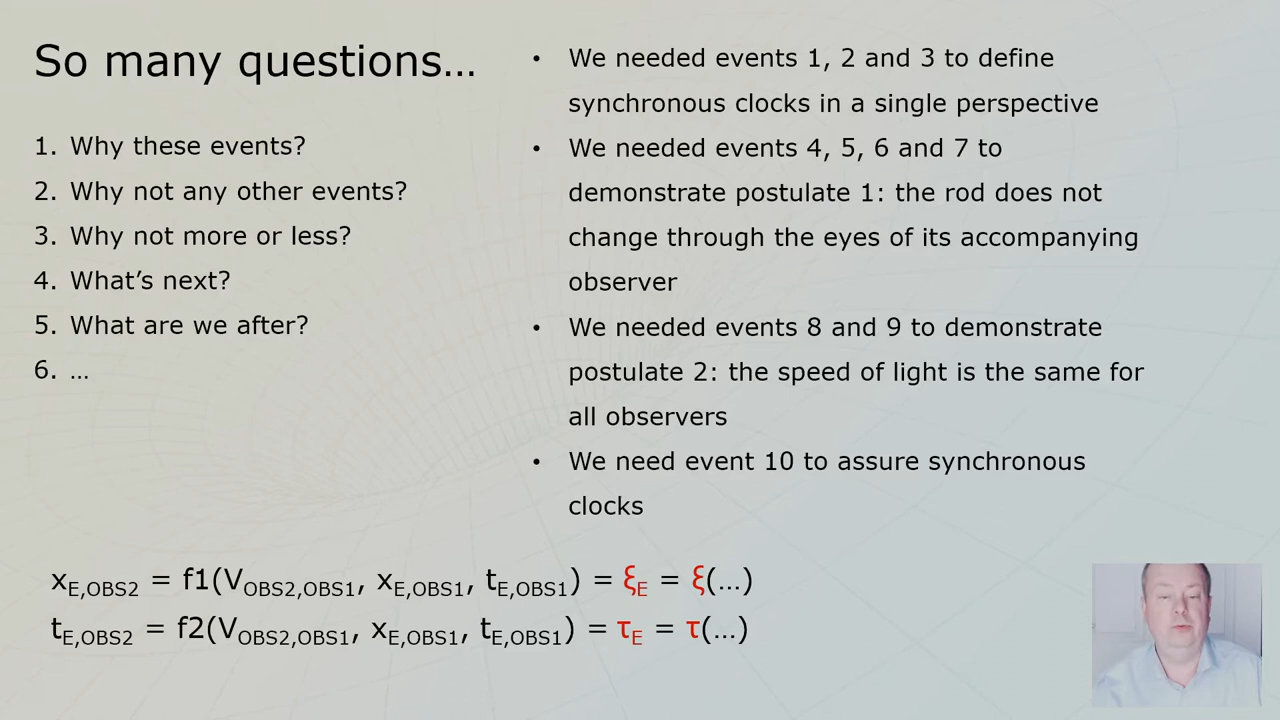 So many questions…
1. Why these events?
2. Why not any other events?
3. Why not more or less?
4. What’s next?
5. What are we after?
6. …
• We needed events 1, 2 and 3 to define
synchronous clocks in a single perspective
• We needed events 4, 5, 6 and 7 to
demonstrate postulate 1: the rod does not
change through the eyes of its accompanying
observer
• We needed events 8 and 9 to demonstrate
postulate 2: the speed of light is the same for
all observers
• We need event 10 to assure synchronous
clocks
xE,OBS2 = f1(VOBS2,OBS1, xE,OBS1, tE,OBS1) = ξE = ξ(…)
tE,OBS2 = f2(VOBS2,OBS1, xE,OBS1, tE,OBS1) = τE = τ(…)